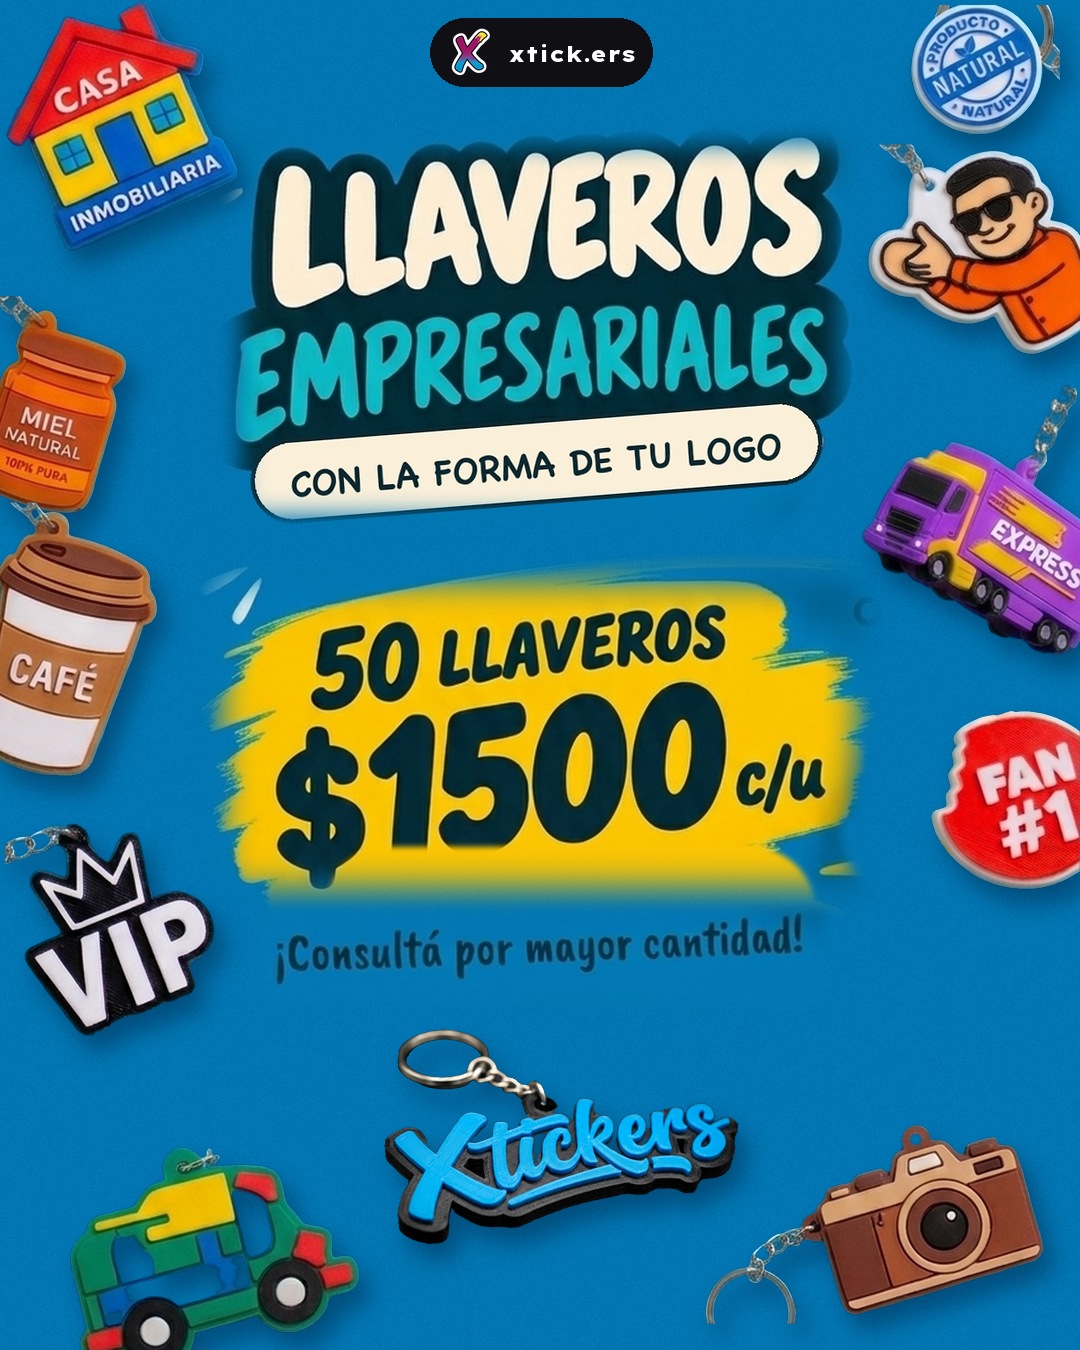 xtick.ers
CASA
INMOBILIARIA
PRODUCTO
NATURAL
NATURAL
LLAVEROS
EMPRESARIALES
CON LA FORMA DE TU LOGO
MIEL
NATURAL
100% PURA
EXPRESS
CAFÉ
50 LLAVEROS
$1500 c/u
FAN
#1
VIP
¡Consultá por mayor cantidad!
Xtickers